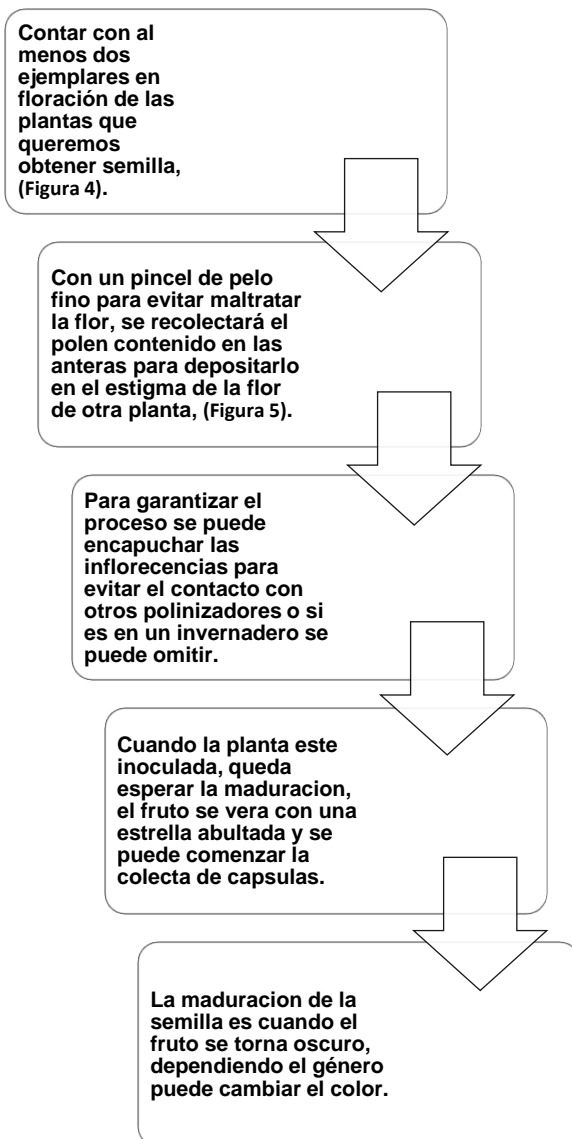 Contar con al
menos dos
ejemplares en
floración de las
plantas que
queremos
obtener semilla,
(Figura 4).
Con un pincel de pelo
fino para evitar maltratar
la flor, se recolectará el
polen contenido en las
anteras para depositarlo
en el estigma de la flor
de otra planta, (Figura 5).
Para garantizar el
proceso se puede
encapuchar las
inflorecencias para
evitar el contacto con
otros polinizadores o si
es en un invernadero se
puede omitir.
Cuando la planta este
inoculada, queda
esperar la maduracion,
el fruto se vera con una
estrella abultada y se
puede comenzar la
colecta de capsulas.
La maduracion de la
semilla es cuando el
fruto se torna oscuro,
dependiendo el género
puede cambiar el color.